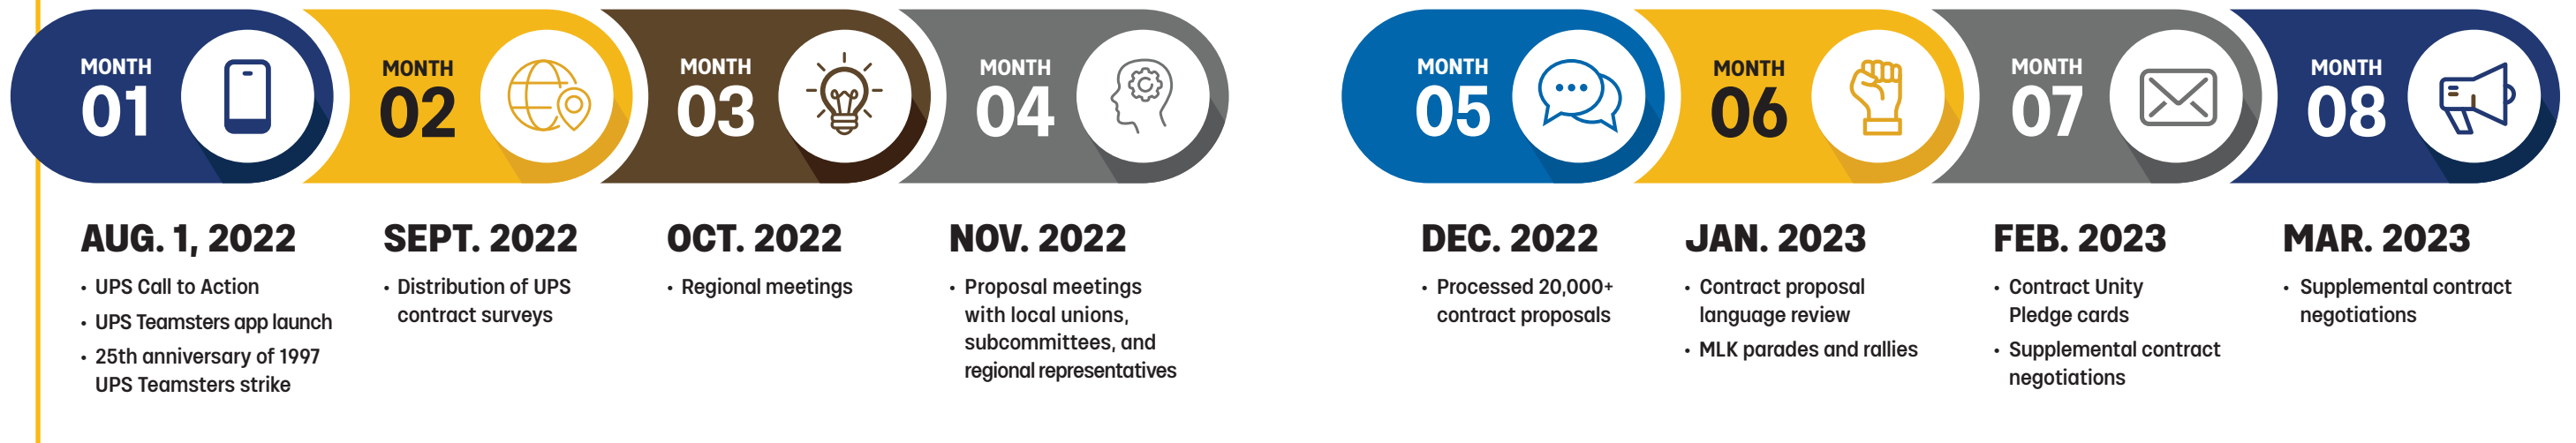 MONTH
01
MONTH
02
MONTH
03
MONTH
04
MONTH
05
MONTH
06
MONTH
07
MONTH
08
AUG. 1, 2022
• UPS Call to Action
• UPS Teamsters app launch
• 25th anniversary of 1997
UPS Teamsters strike
SEPT. 2022
• Distribution of UPS
contract surveys
OCT. 2022
• Regional meetings
NOV. 2022
• Proposal meetings
with local unions,
subcommittees, and
regional representatives
DEC. 2022
• Processed 20,000+
contract proposals
JAN. 2023
• Contract proposal
language review
• MLK parades and rallies
FEB. 2023
• Contract Unity
Pledge cards
• Supplemental contract
negotiations
MAR. 2023
• Supplemental contract
negotiations